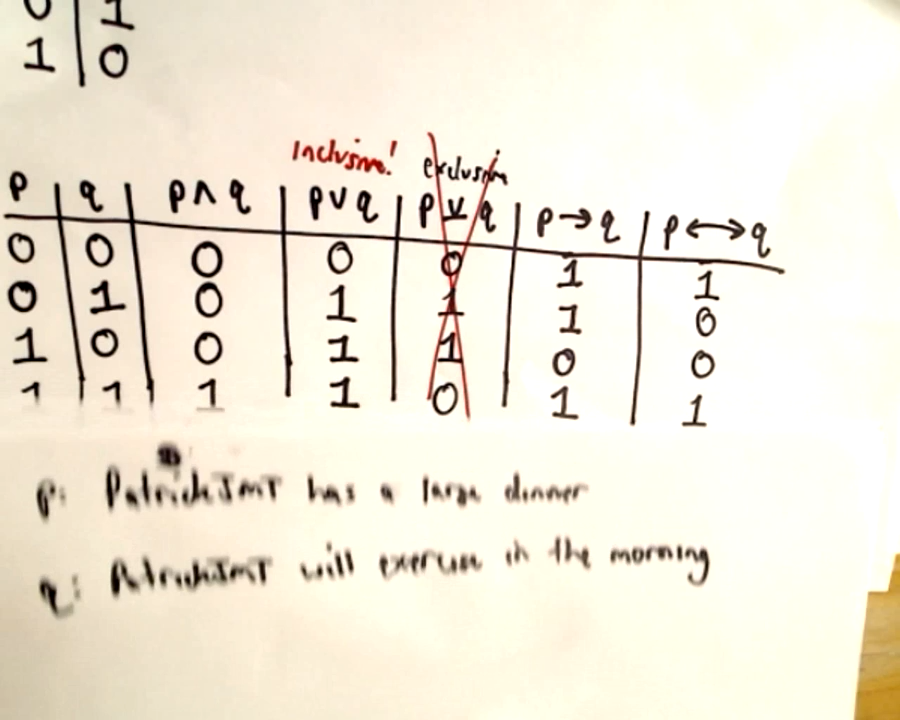 0 1
1 0
Inclusive! exclusive
p q p∧q p∨q p⊻q p→q p↔q
0 0 0 0 0 1 1
0 1 0 1 1 1 0
1 0 0 1 1 0 0
1 1 1 1 0 1 1
p: PatrickJMT has a large dinner
q: PatrickJMT will exercise in the morning